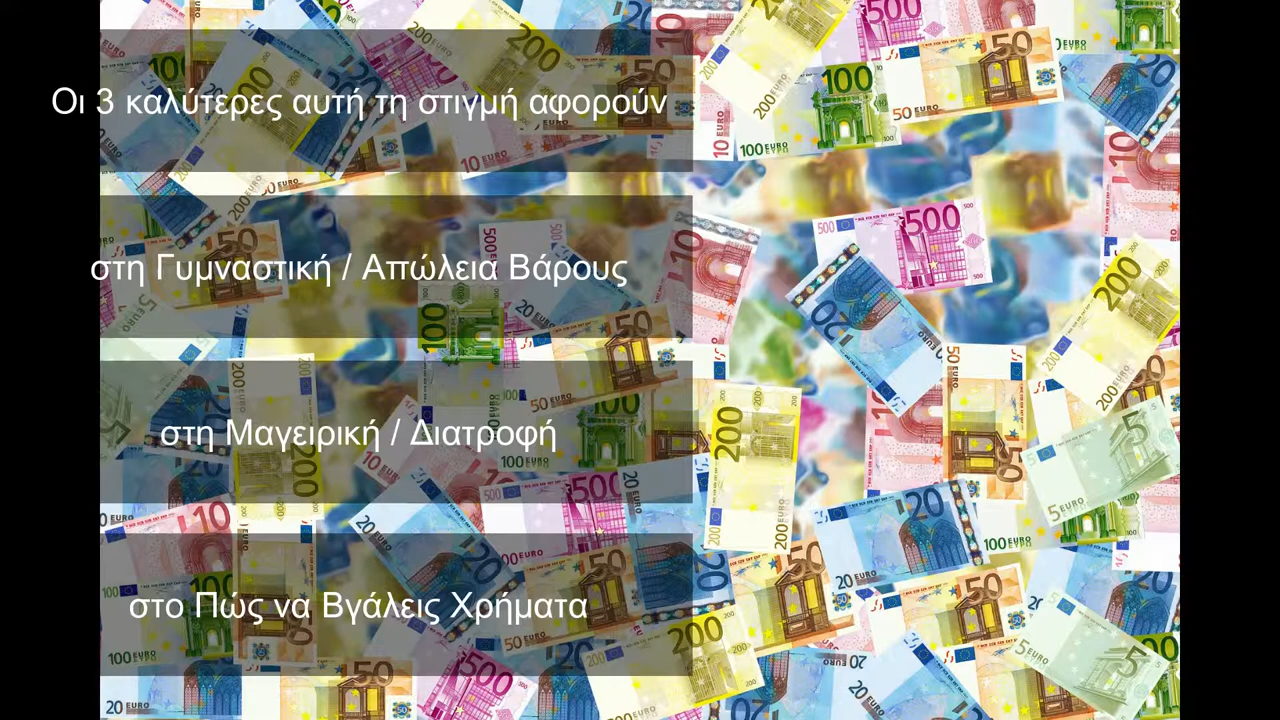 Οι 3 καλύτερες αυτή τη στιγμή αφορούν
στη Γυμναστική / Απώλεια Βάρους
στη Μαγειρική / Διατροφή
στο Πώς να Βγάλεις Χρήματα